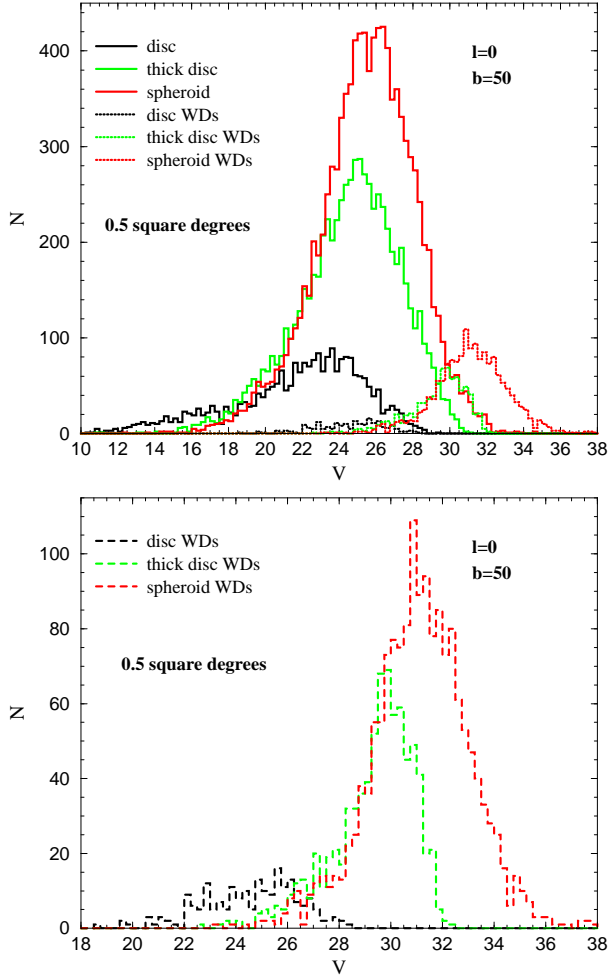 400
300
200
100
0
N
disc
thick disc
spheroid
disc WDs
thick disc WDs
spheroid WDs
l=0
b=50
0.5 square degrees
10 12 14 16 18 20 22 24 26 28 30 32 34 36 38
V
100
80
60
40
20
0
N
disc WDs
thick disc WDs
spheroid WDs
l=0
b=50
0.5 square degrees
18 20 22 24 26 28 30 32 34 36 38
V